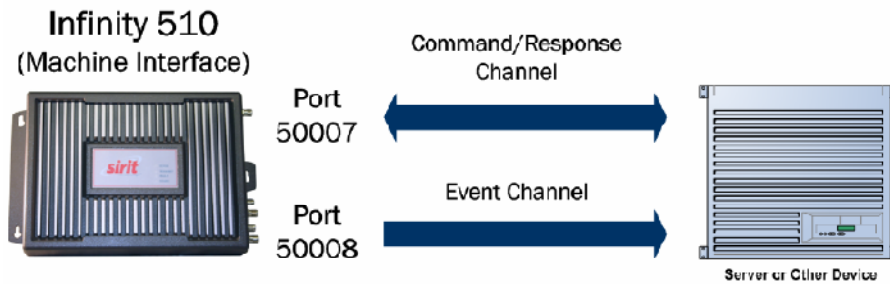 Infinity 510
(Machine Interface)
sirit
Port
50007
Command/Response
Channel
Port
50008
Event Channel
Server or Other Device